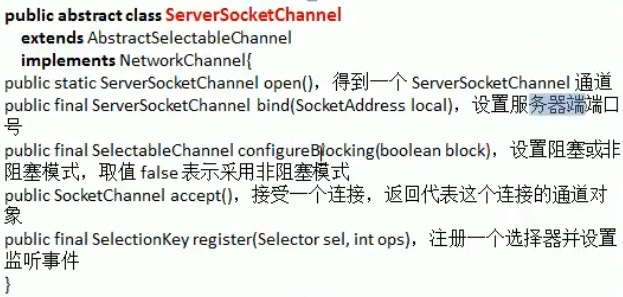 public abstract class ServerSocketChannel
extends AbstractSelectableChannel
implements NetworkChannel{
public static ServerSocketChannel open()，得到一个 ServerSocketChannel 通道
public final ServerSocketChannel bind(SocketAddress local)，设置服务器端端口
号
public final SelectableChannel configureBlocking(boolean block)，设置阻塞或非
阻塞模式，取值 false 表示采用非阻塞模式
public SocketChannel accept()，接受一个连接，返回代表这个连接的通道对
象
public final SelectionKey register(Selector sel, int ops)，注册一个选择器并设置
监听事件
}